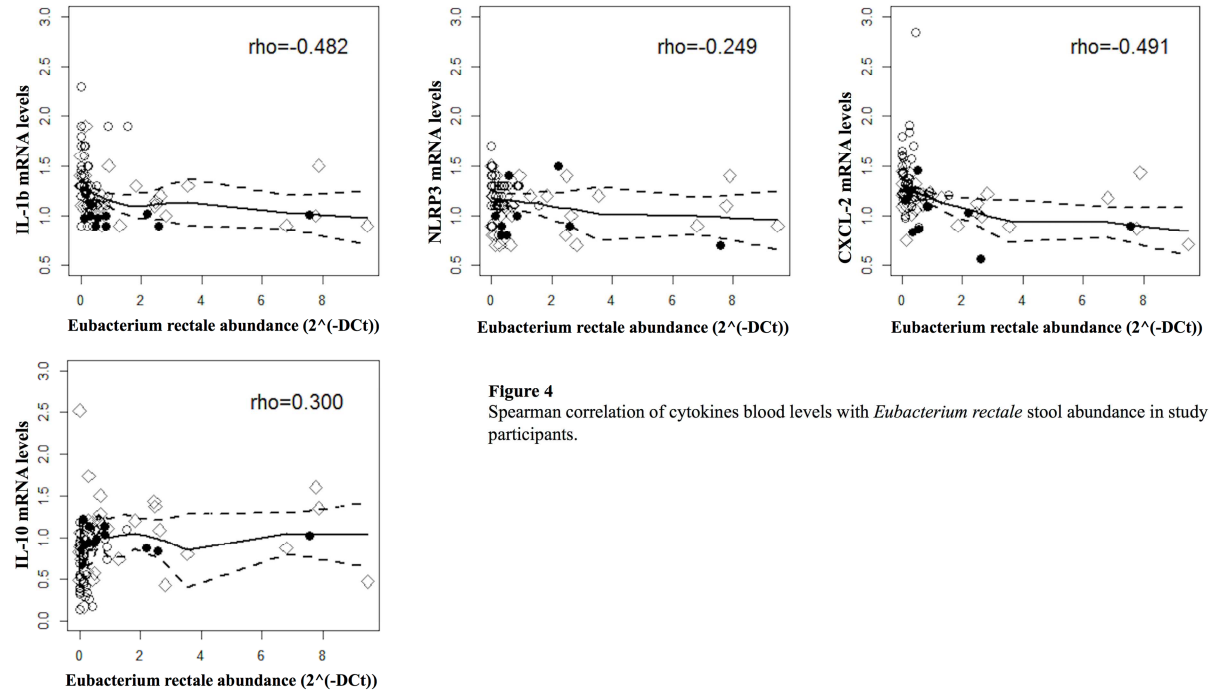 rho=-0.482
IL-1b mRNA levels
3.0
2.5
2.0
1.5
1.0
0.5
0 2 4 6 8
Eubacterium rectale abundance (2^(-DCt))
rho=-0.249
NLRP3 mRNA levels
3.0
2.5
2.0
1.5
1.0
0.5
0 2 4 6 8
Eubacterium rectale abundance (2^(-DCt))
rho=-0.491
CXCL-2 mRNA levels
3.0
2.5
2.0
1.5
1.0
0.5
0 2 4 6 8
Eubacterium rectale abundance (2^(-DCt))
rho=0.300
IL-10 mRNA levels
3.0
2.5
2.0
1.5
1.0
0.5
0.0
0 2 4 6 8
Eubacterium rectale abundance (2^(-DCt))
Figure 4
Spearman correlation of cytokines blood levels with Eubacterium rectale stool abundance in study
participants.